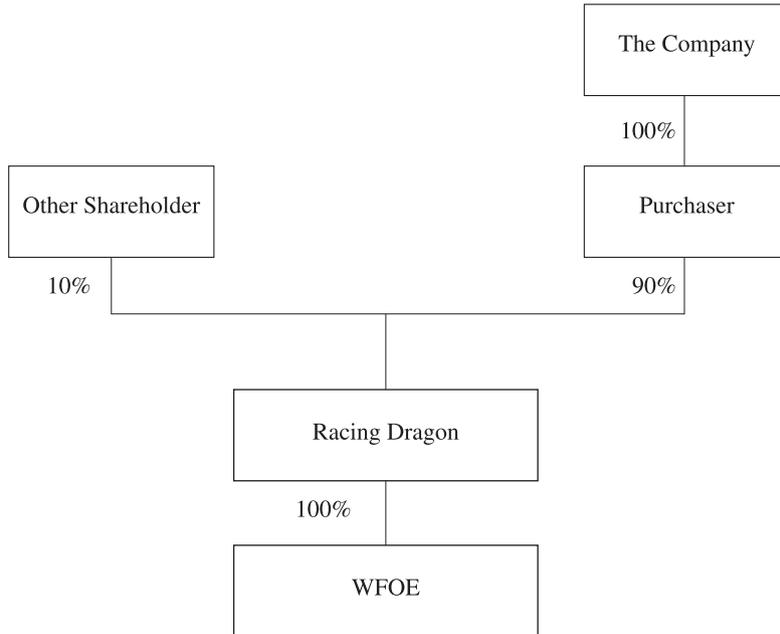 The Company
100%
Other Shareholder
Purchaser
10%
90%
Racing Dragon
100%
WFOE